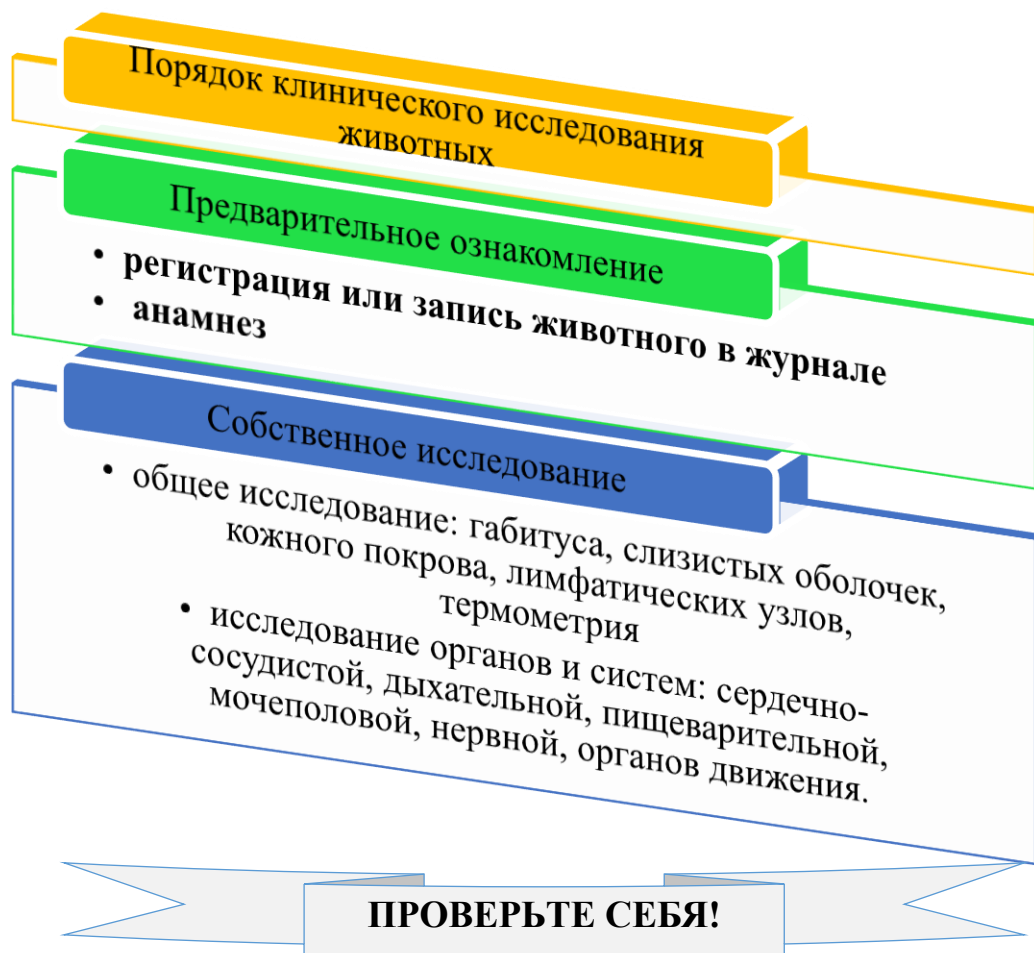 Порядок клинического исследования
животных
Предварительное ознакомление
• регистрация или запись животного в журнале
• анамнез
Собственное исследование
• общее исследование: габитуса, слизистых оболочек,
кожного покрова, лимфатических узлов,
термометрия
• исследование органов и систем: сердечно-
сосудистой, дыхательной, пищеварительной,
мочеполовой, нервной, органов движения.
ПРОВЕРЬТЕ СЕБЯ!